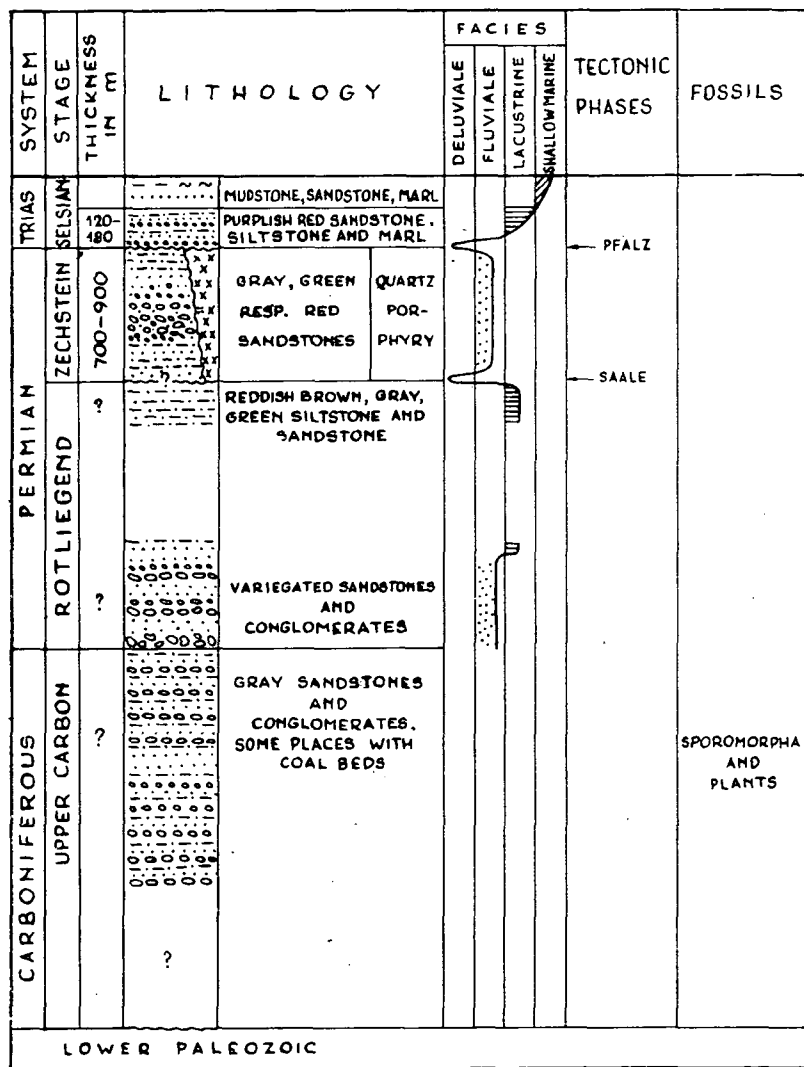 SYSTEM
STAGE
THICKNESS
IN m
LITHOLOGY
FACIES
DELUVIALE
FLUVIALE
LACUSTRINE
SHALLOW MARINE
TECTONIC
PHASES
FOSSILS
TRIAS
SELSIAN
MUDSTONE, SANDSTONE, MARL
120-
180
PURPLISH RED SANDSTONE.
SILTSTONE AND MARL
PFALZ
PERMIAN
ZECHSTEIN
700-900
?
GRAY, GREEN
RESP. RED
SANDSTONES
QUARTZ
POR-
PHYRY
SAALE
ROTLIEGEND
?
REDDISH BROWN, GRAY,
GREEN SILTSTONE AND
SANDSTONE
?
VARIEGATED SANDSTONES
AND
CONGLOMERATES
CARBONIFEROUS
UPPER CARBON
?
GRAY SANDSTONES
AND
CONGLOMERATES.
SOME PLACES WITH
COAL BEDS
SPOROMORPHA
AND
PLANTS
?
LOWER PALEOZOIC